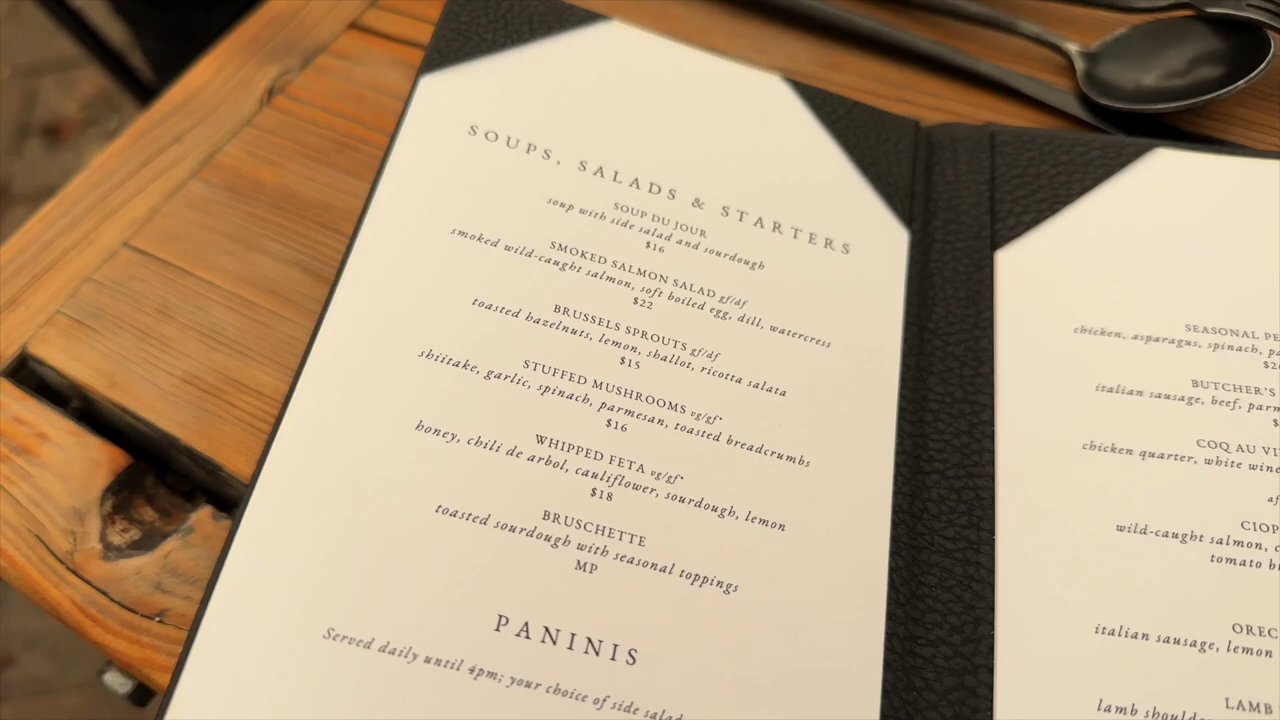 SOUPS, SALADS & STARTERS
SOUP DU JOUR
soup with side salad and sourdough
$16
SMOKED SALMON SALAD gf/df
smoked wild-caught salmon, soft boiled egg, dill, watercress
$22
BRUSSELS SPROUTS gf/df
toasted hazelnuts, lemon, shallot, ricotta salata
$15
STUFFED MUSHROOMS vg/gf*
shiitake, garlic, spinach, parmesan, toasted breadcrumbs
$16
WHIPPED FETA vg/gf*
honey, chili de arbol, cauliflower, sourdough, lemon
$18
BRUSCHETTE
toasted sourdough with seasonal toppings
MP
PANINIS
Served daily until 4pm; your choice of side salad
SEASONAL
chicken, asparagus, spinach,
BUTCHER'S
italian sausage, beef,
COQ AU
chicken quarter, white wine
wild-caught salmon,
tomato
italian sausage, lemon
LAMB
lamb